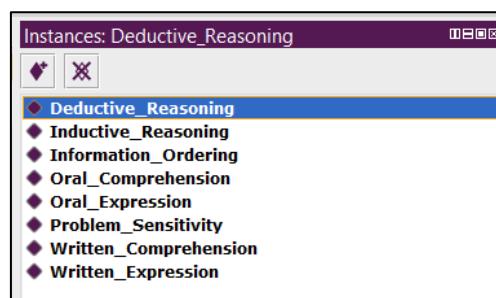 Instances: Deductive_Reasoning
Deductive_Reasoning
Inductive_Reasoning
Information_Ordering
Oral_Comprehension
Oral_Expression
Problem_Sensitivity
Written_Comprehension
Written_Expression